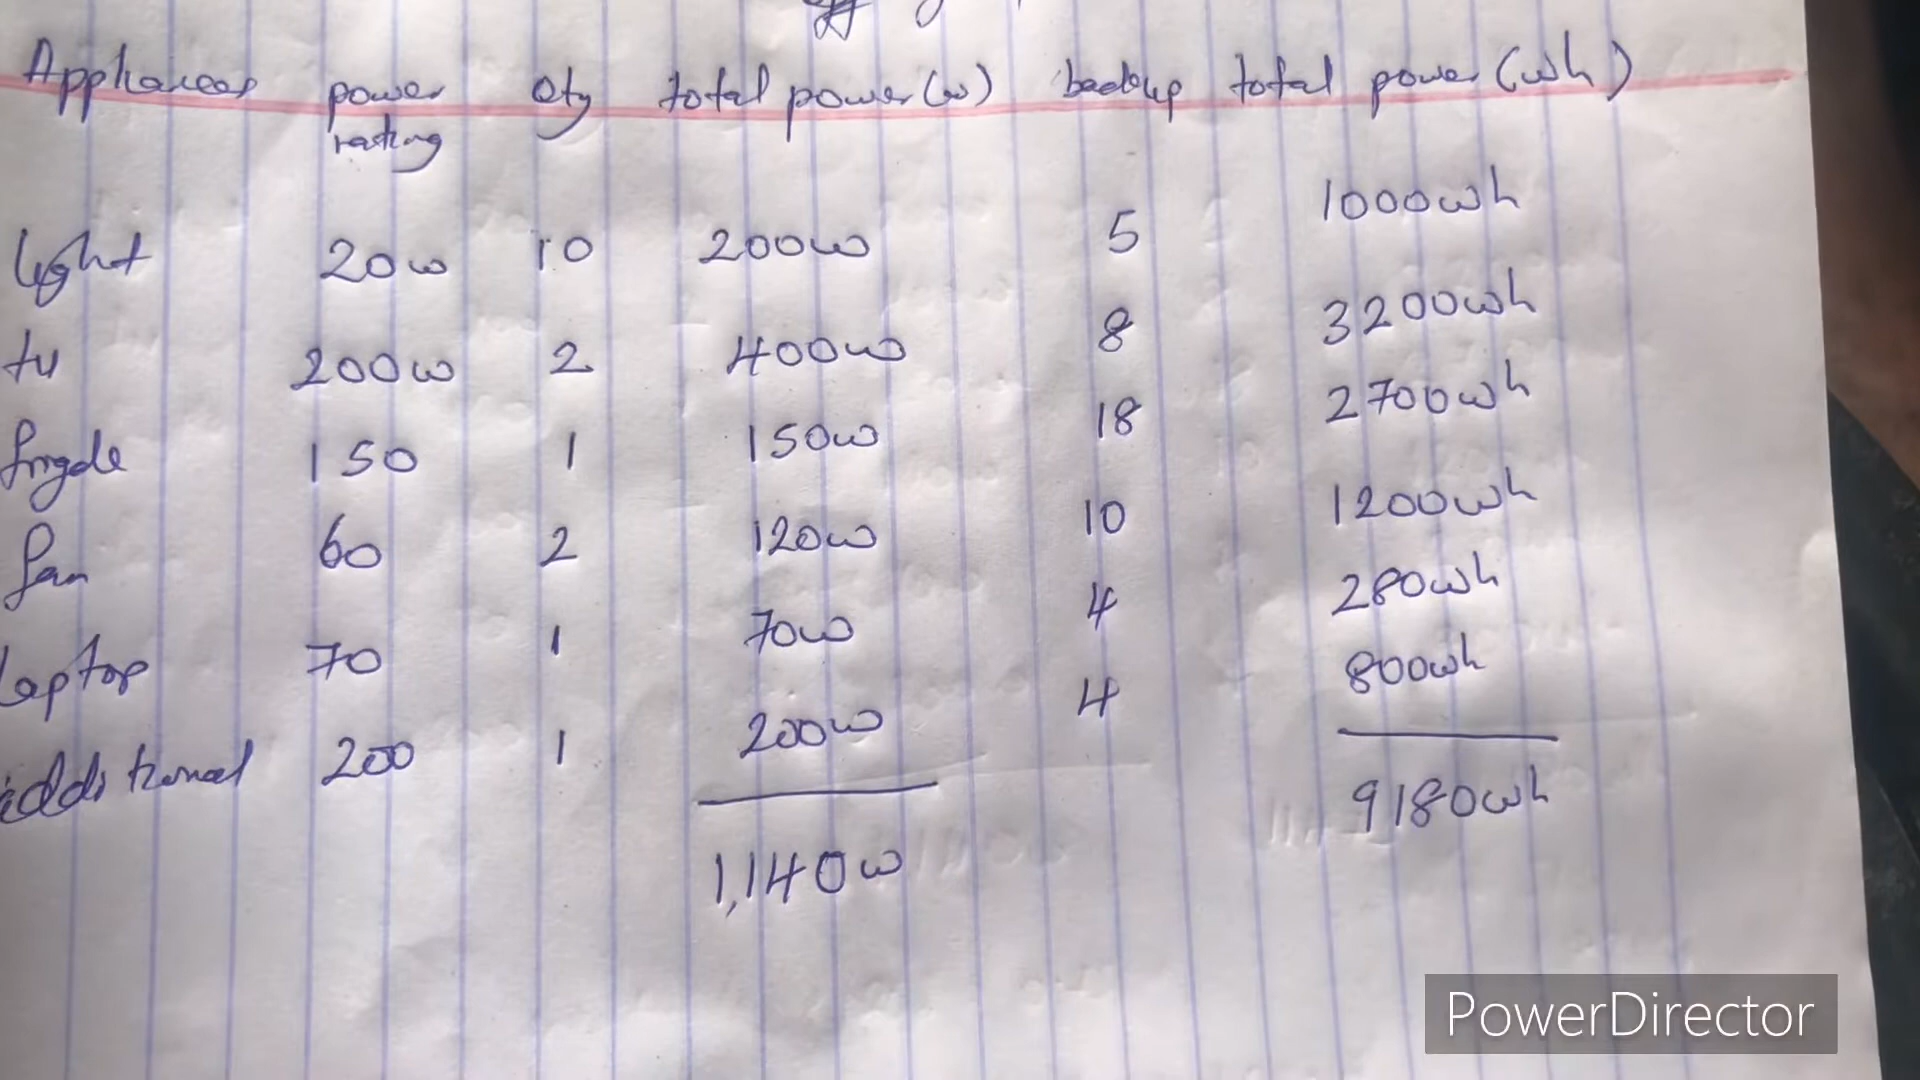 Appliances power rating Qty total power (w) backup total power (wh)
light 20w 10 200w 5 1000wh
tv 200w 2 400w 8 3200wh
frigde 150 1 150w 18 2700wh
fan 60 2 120w 10 1200wh
laptop 70 1 70w 4 280wh
additional 200 1 200w 4 800wh
1,140w 9180wh
PowerDirector